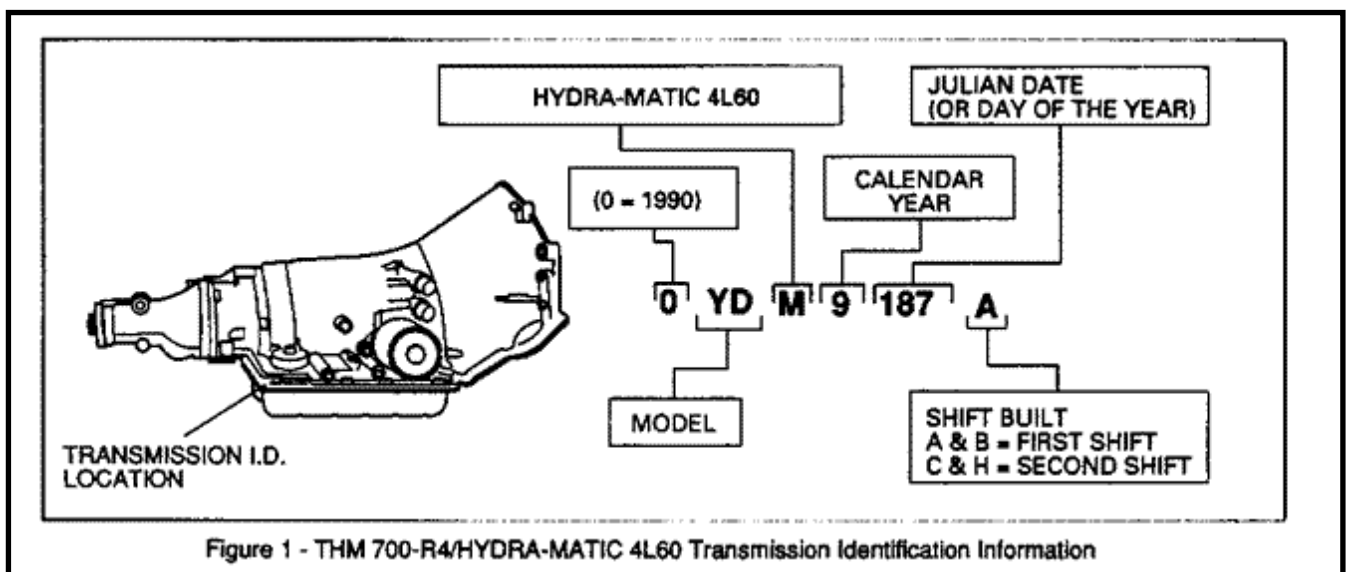 HYDRA-MATIC 4L60
JULIAN DATE
(OR DAY OF THE YEAR)
(0 = 1990)
CALENDAR
YEAR
0 YD M 9 187 A
MODEL
SHIFT BUILT
A & B = FIRST SHIFT
C & H = SECOND SHIFT
TRANSMISSION I.D.
LOCATION
Figure 1 - THM 700-R4/HYDRA-MATIC 4L60 Transmission Identification Information